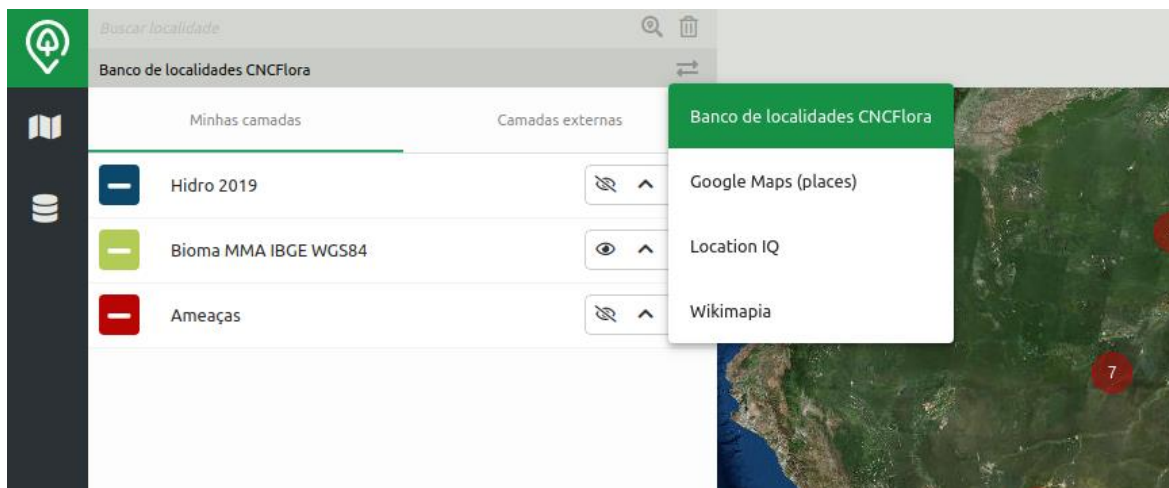 Buscar localidade
Banco de localidades CNCFlora
Minhas camadas
Camadas externas
Hidro 2019
Bioma MMA IBGE WGS84
Ameaças
Banco de localidades CNCFlora
Google Maps (places)
Location IQ
Wikimapia
7